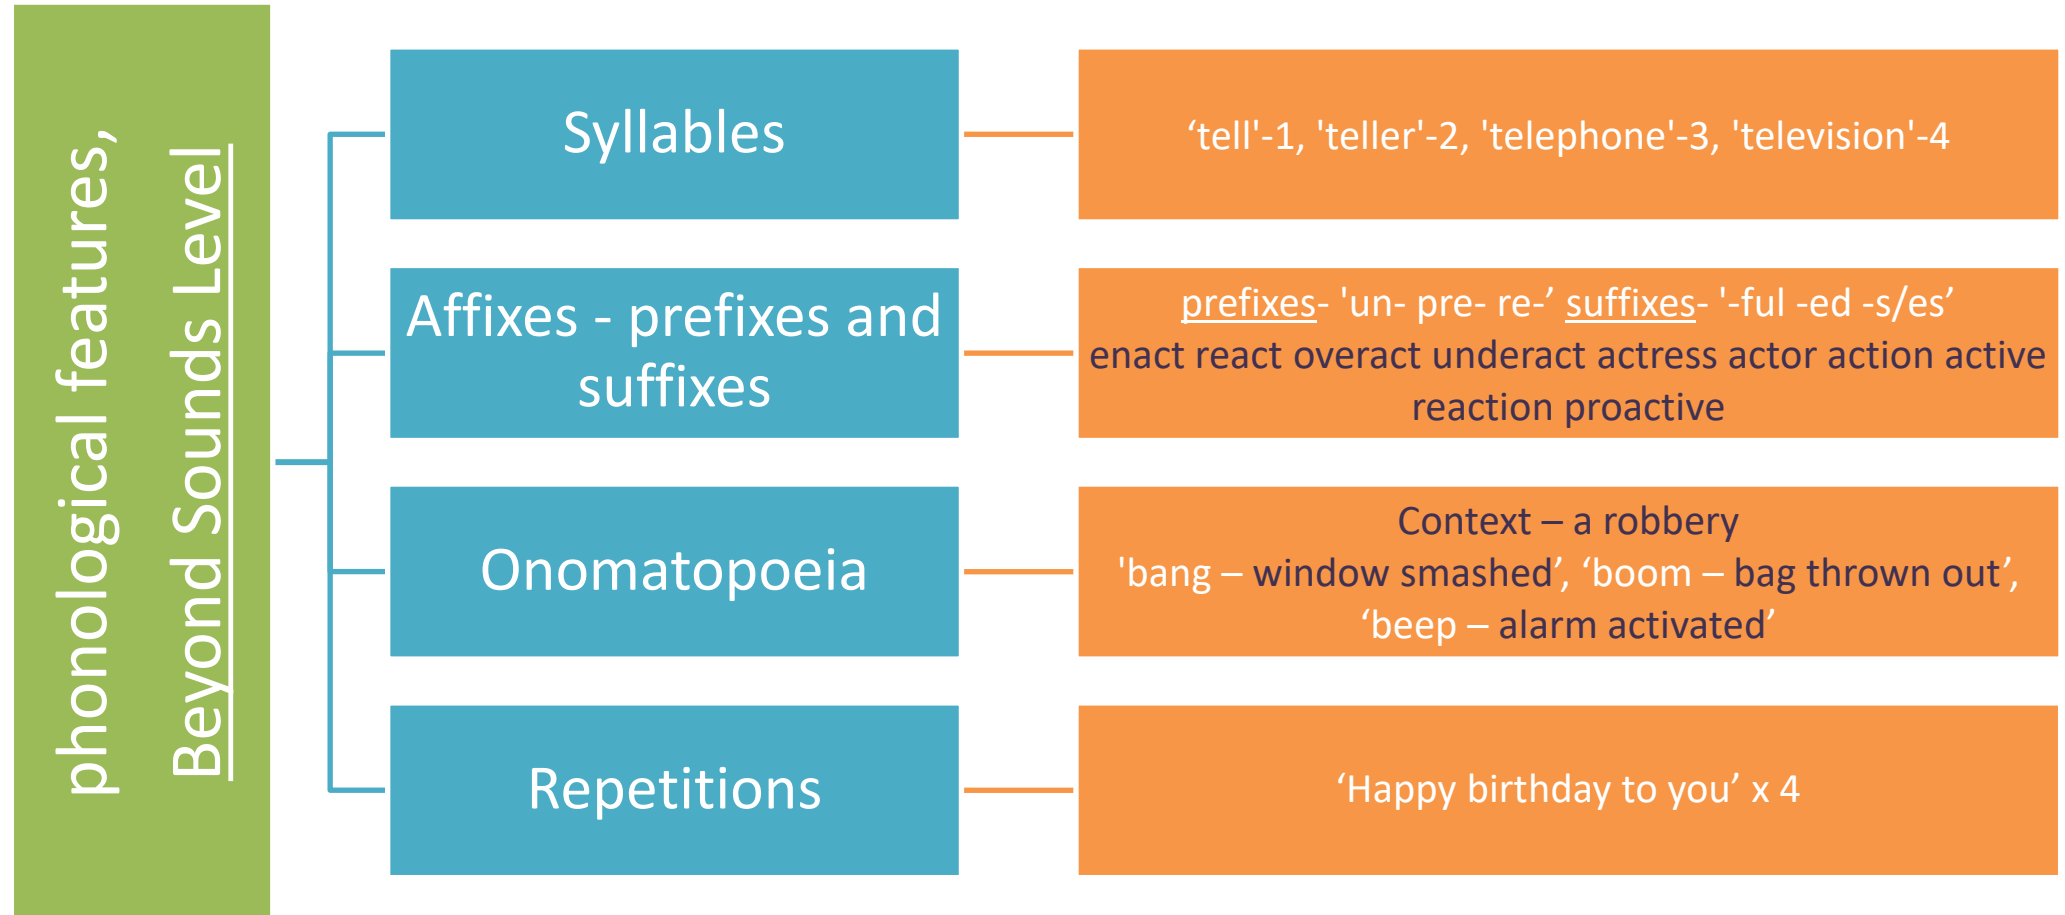 phonological features,
Beyond Sounds Level
Syllables
‘tell'-1, 'teller'-2, 'telephone'-3, 'television'-4
Affixes - prefixes and
suffixes
prefixes- 'un- pre- re-’ suffixes- '-ful -ed -s/es’
enact react overact underact actress actor action active
reaction proactive
Onomatopoeia
Context – a robbery
'bang – window smashed’, ‘boom – bag thrown out’,
‘beep – alarm activated’
Repetitions
‘Happy birthday to you’ x 4